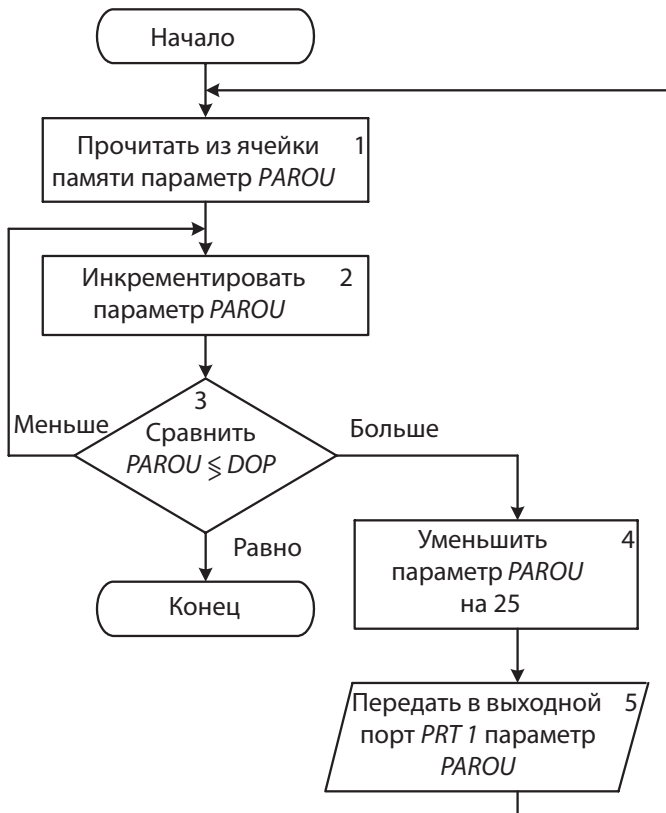 Начало
Прочитать из ячейки 1
памяти параметр PAROU
Инкрементировать 2
параметр PAROU
3
Меньше
Сравнить
PAROU ≶ DOP
Больше
Равно
Конец
Уменьшить 4
параметр PAROU
на 25
Передать в выходной 5
порт PRT 1 параметр
PAROU